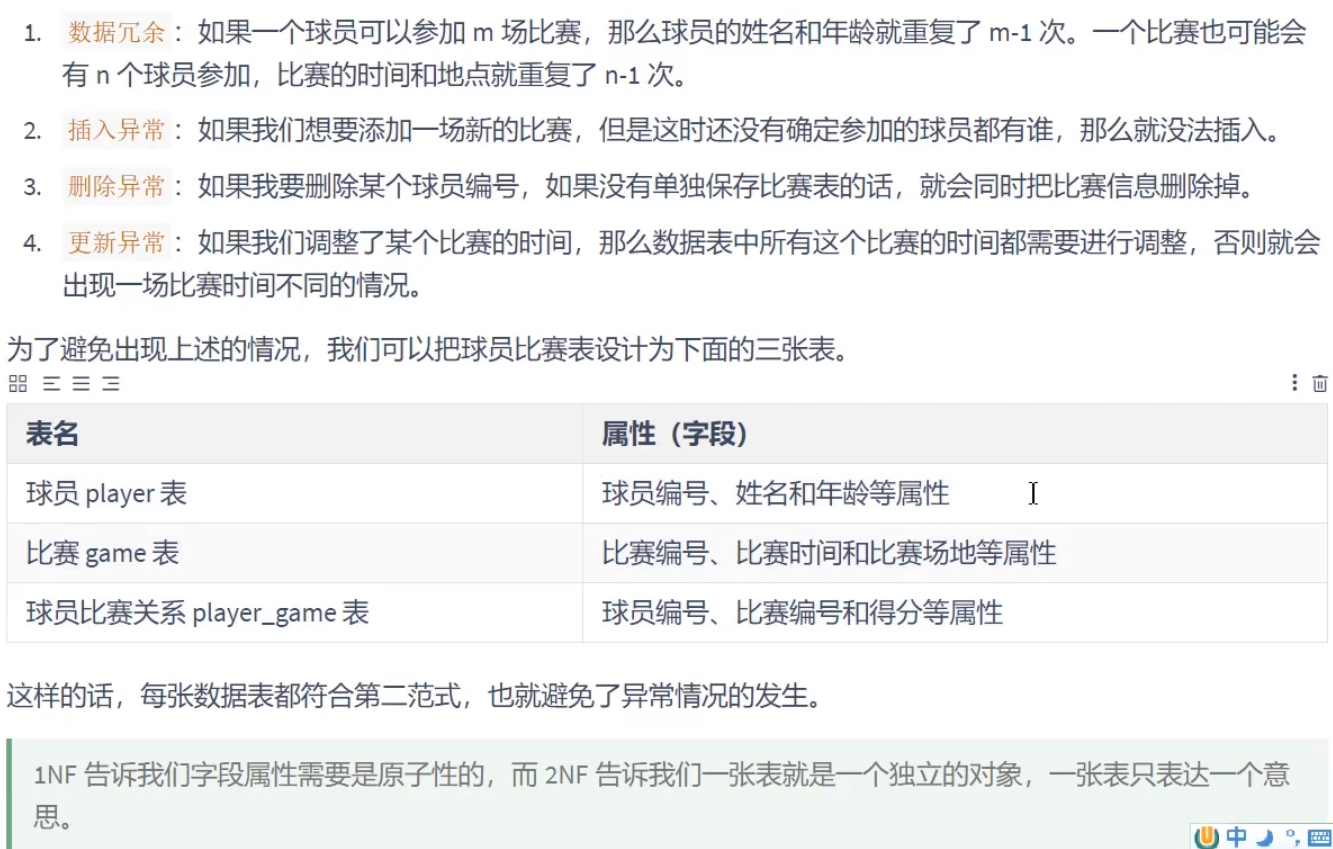 1. 数据冗余：如果一个球员可以参加 m 场比赛，那么球员的姓名和年龄就重复了 m-1 次。一个比赛也可能会
有 n 个球员参加，比赛的时间和地点就重复了 n-1 次。
2. 插入异常：如果我们想要添加一场新的比赛，但是这时还没有确定参加的球员都有谁，那么就没法插入。
3. 删除异常：如果我要删除某个球员编号，如果没有单独保存比赛表的话，就会同时把比赛信息删除掉。
4. 更新异常：如果我们调整了某个比赛的时间，那么数据表中所有这个比赛的时间都需要进行调整，否则就会
出现一场比赛时间不同的情况。
为了避免出现上述的情况，我们可以把球员比赛表设计为下面的三张表。
表名 属性（字段）
球员 player 表 球员编号、姓名和年龄等属性
比赛 game 表 比赛编号、比赛时间和比赛场地等属性
球员比赛关系 player_game 表 球员编号、比赛编号和得分等属性
这样的话，每张数据表都符合第二范式，也就避免了异常情况的发生。
1NF 告诉我们字段属性需要是原子性的，而 2NF 告诉我们一张表就是一个独立的对象，一张表只表达一个意
思。
中